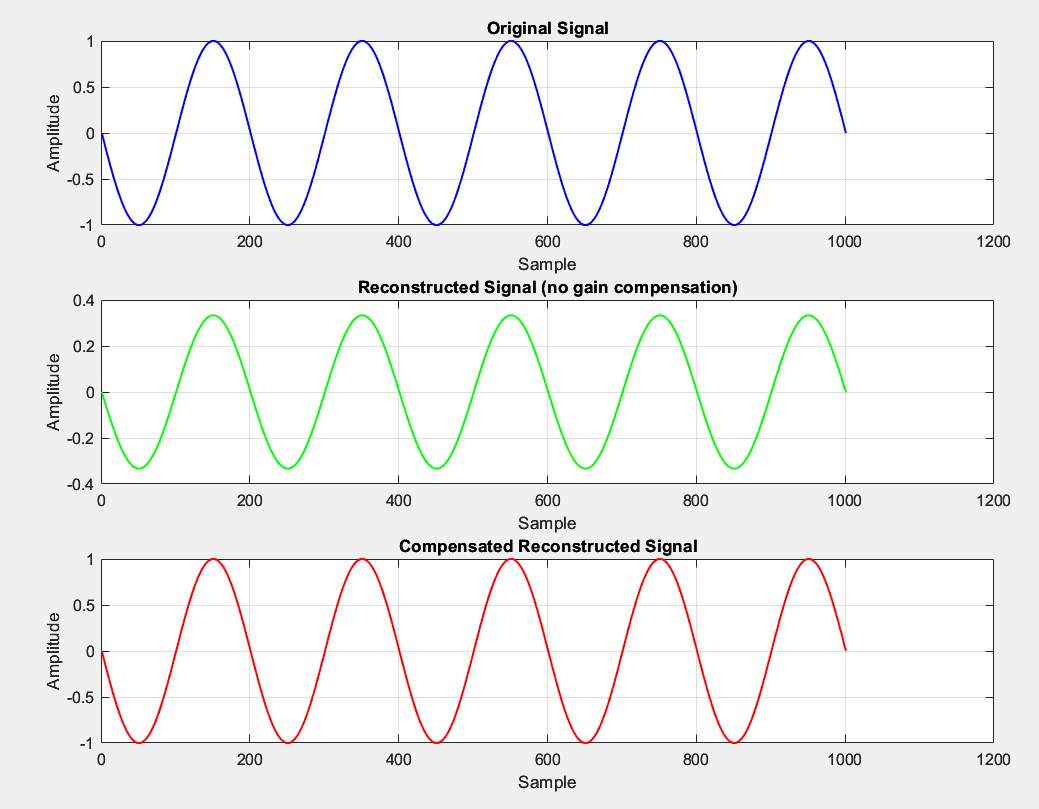 Original Signal
1
0.5
0
-0.5
-1
Amplitude
0 200 400 600 800 1000 1200
Sample
Reconstructed Signal (no gain compensation)
0.4
0.2
0
-0.2
-0.4
Amplitude
0 200 400 600 800 1000 1200
Sample
Compensated Reconstructed Signal
1
0.5
0
-0.5
-1
Amplitude
0 200 400 600 800 1000 1200
Sample